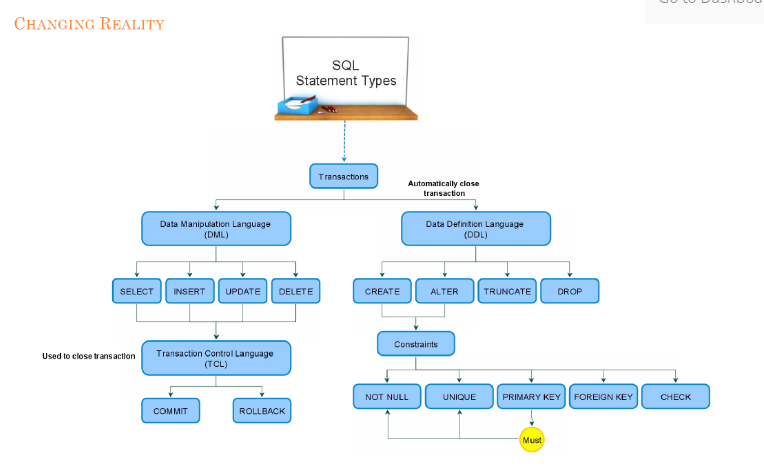 CHANGING REALITY
SQL
Statement Types
Transactions
Automatically close
transaction
Data Manipulation Language
(DML)
Data Definition Language
(DDL)
SELECT
INSERT
UPDATE
DELETE
CREATE
ALTER
TRUNCATE
DROP
Constraints
Used to close transaction
Transaction Control Language
(TCL)
NOT NULL
UNIQUE
PRIMARY KEY
FOREIGN KEY
CHECK
COMMIT
ROLLBACK
Must